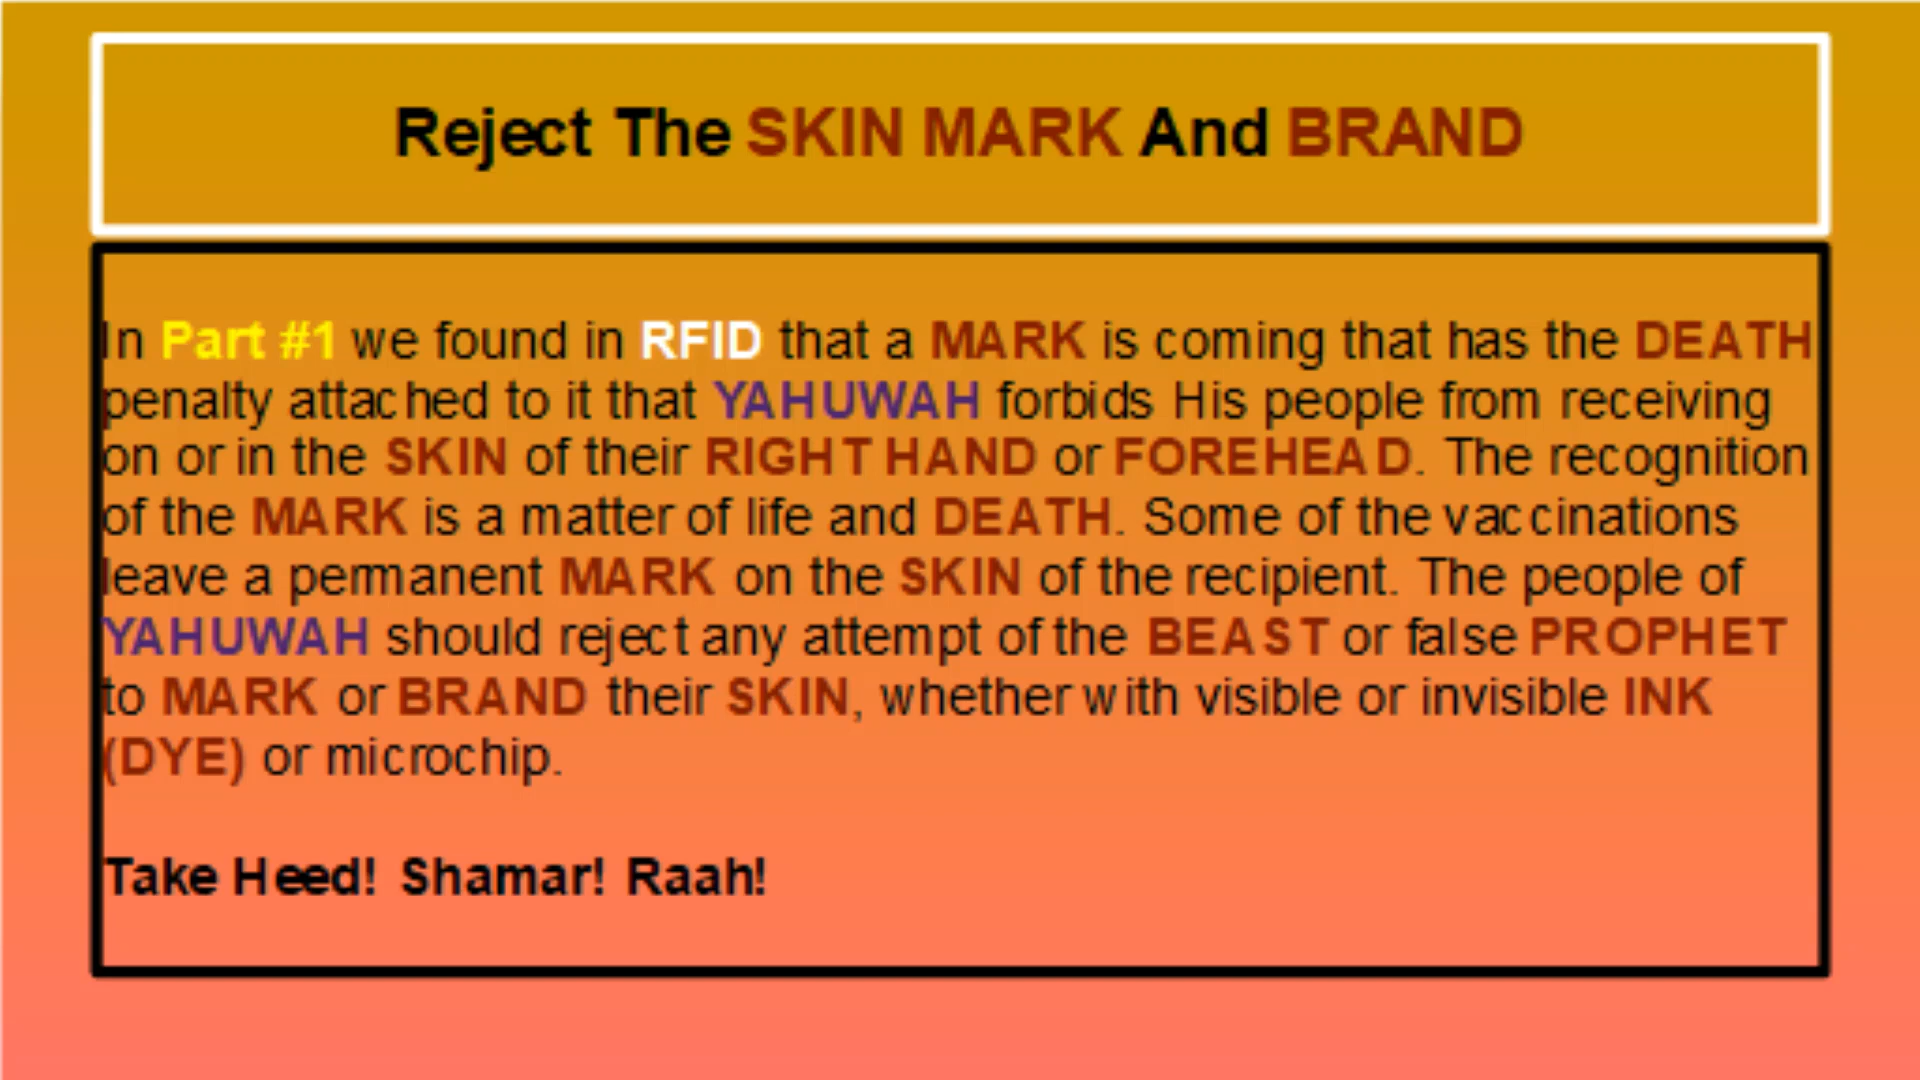 Reject The SKIN MARK And BRAND
In Part #1 we found in RFID that a MARK is coming that has the DEATH
penalty attached to it that YAHUWAH forbids His people from receiving
on or in the SKIN of their RIGHT HAND or FOREHEAD. The recognition
of the MARK is a matter of life and DEATH. Some of the vaccinations
leave a permanent MARK on the SKIN of the recipient. The people of
YAHUWAH should reject any attempt of the BEAST or false PROPHET
to MARK or BRAND their SKIN, whether with visible or invisible INK
(DYE) or microchip.
Take Heed! Shamar! Raah!